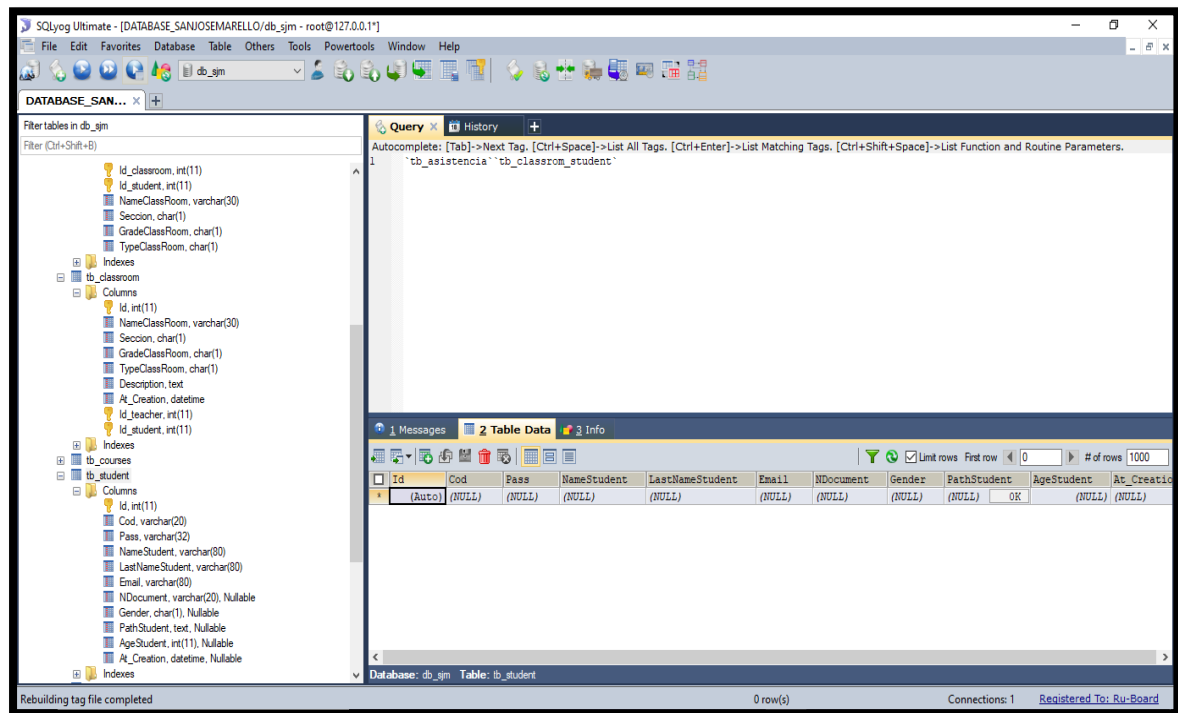 SQLyog Ultimate - [DATABASE_SANJOSEMARELLO/db_sjm - root@127.0.0.1*]
File Edit Favorites Database Table Others Tools Powertools Window Help
db_sjm
DATABASE_SAN...
Filter tables in db_sjm
Filter (Ctrl+Shift+B)
Id_classroom, int(11)
Id_student, int(11)
NameClassRoom, varchar(30)
Seccion, char(1)
GradeClassRoom, char(1)
TypeClassRoom, char(1)
Indexes
tb_classroom
Columns
Id, int(11)
NameClassRoom, varchar(30)
Seccion, char(1)
GradeClassRoom, char(1)
TypeClassRoom, char(1)
Description, text
At_Creation, datetime
Id_teacher, int(11)
Id_student, int(11)
Indexes
tb_courses
tb_student
Columns
Id, int(11)
Cod, varchar(20)
Pass, varchar(32)
NameStudent, varchar(80)
LastNameStudent, varchar(80)
Email, varchar(80)
NDocument, varchar(20), Nullable
Gender, char(1), Nullable
PathStudent, text, Nullable
AgeStudent, int(11), Nullable
At_Creation, datetime, Nullable
Indexes
Query History
Autocomplete: [Tab]->Next Tag. [Ctrl+Space]->List All Tags. [Ctrl+Enter]->List Matching Tags. [Ctrl+Shift+Space]->List Function and Routine Parameters.
1 `tb_asistencia``tb_classrom_student`
1 Messages 2 Table Data 3 Info
Limit rows First row 0 # of rows 1000
Id Cod Pass NameStudent LastNameStudent Email NDocument Gender PathStudent AgeStudent At_Creatio
* (Auto) (NULL) (NULL) (NULL) (NULL) (NULL) (NULL) (NULL) (NULL) 0K (NULL) (NULL)
Database: db_sjm Table: tb_student
Rebuilding tag file completed 0 row(s) Connections: 1 Registered To: Ru-Board